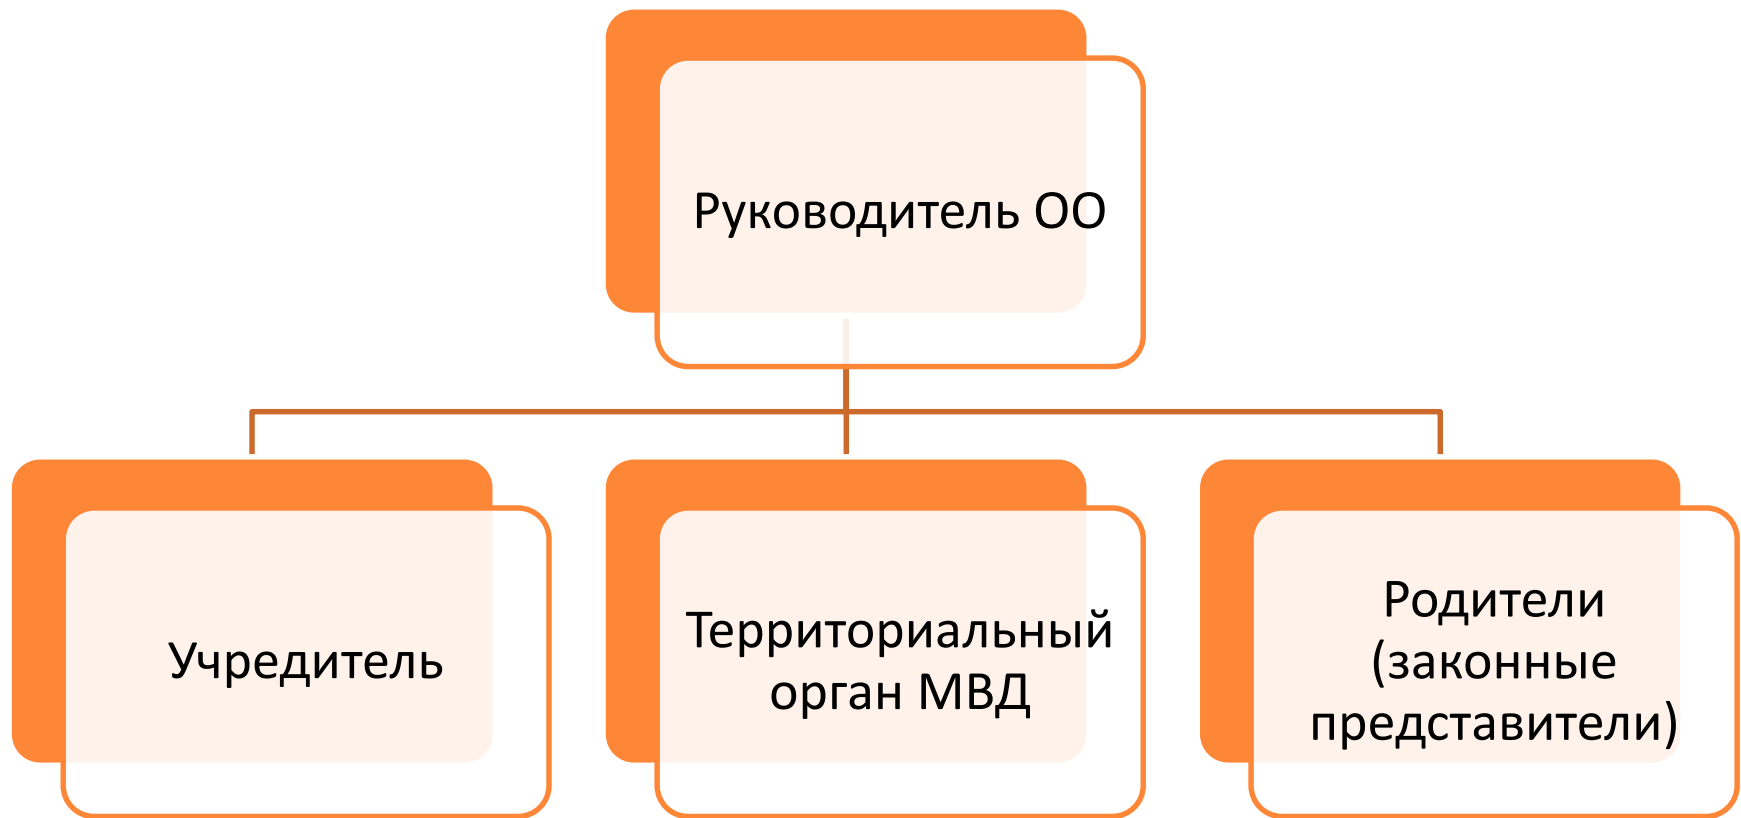 Руководитель ОО
Учредитель
Территориальный
орган МВД
Родители
(законные
представители)